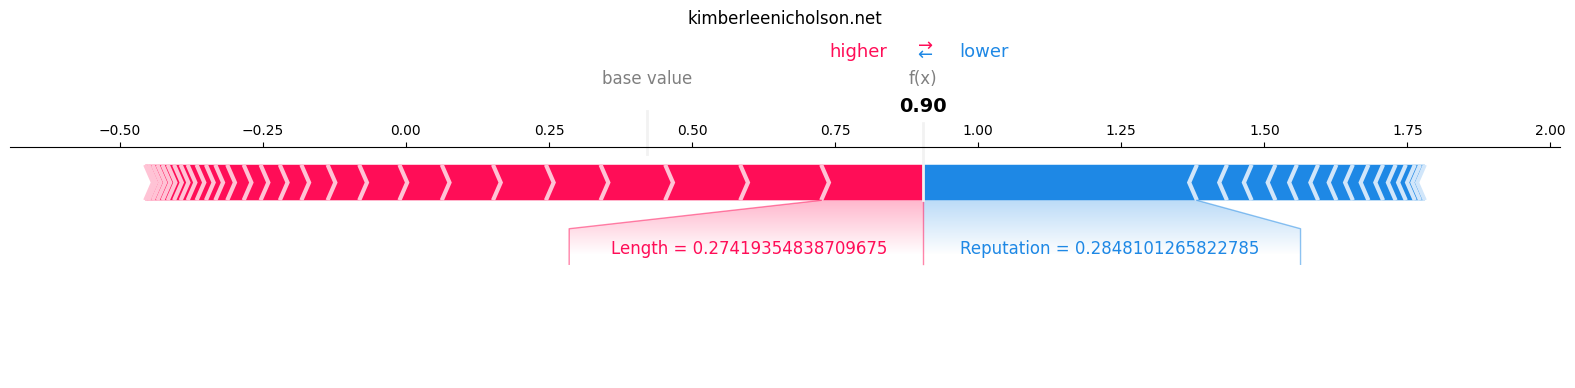 kimberleenicholson.net
higher → ← lower
base value f(x)
0.90
−0.50 −0.25 0.00 0.25 0.50 0.75 1.00 1.25 1.50 1.75 2.00
Length = 0.27419354838709675 Reputation = 0.2848101265822785